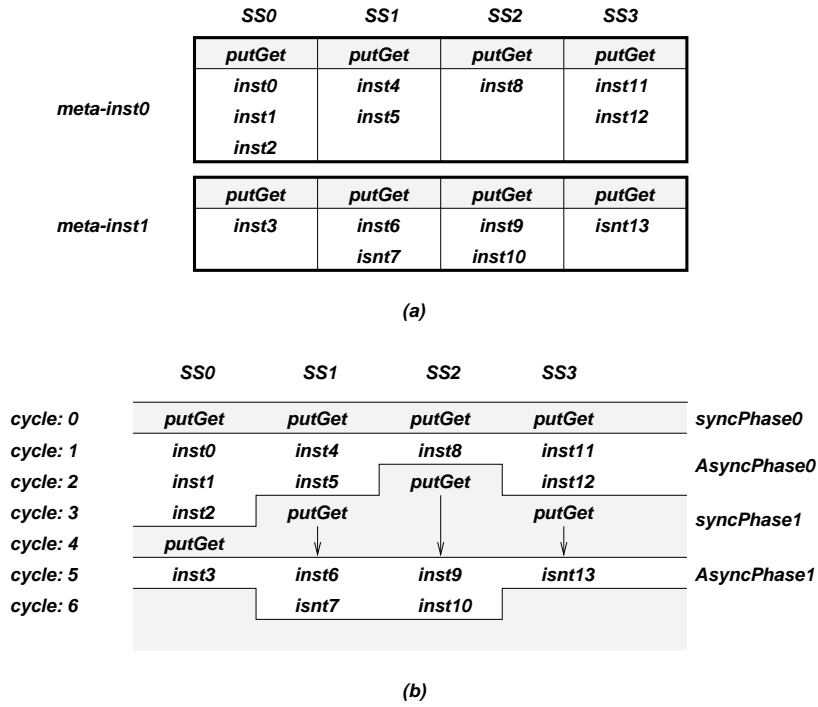 SS0 SS1 SS2 SS3
putGet putGet putGet putGet
inst0 inst4 inst8 inst11
meta-inst0
inst1 inst5 inst12
inst2
putGet putGet putGet putGet
meta-inst1 inst3 inst6 inst9 isnt13
isnt7 inst10
(a)
SS0 SS1 SS2 SS3
cycle: 0 putGet putGet putGet putGet syncPhase0
cycle: 1 inst0 inst4 inst8 inst11
AsyncPhase0
cycle: 2 inst1 inst5 putGet inst12
cycle: 3 inst2 putGet putGet
syncPhase1
cycle: 4 putGet
cycle: 5 inst3 inst6 inst9 isnt13 AsyncPhase1
cycle: 6 isnt7 inst10
(b)